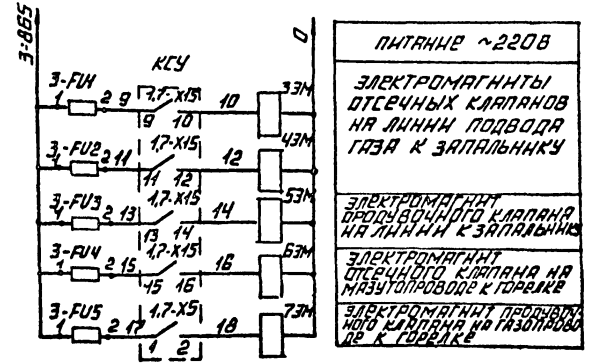 3-865
0
КСУ
3-FU1 1 2 9 1,7-X15 9 10 10 3ЭМ
3-FU2 1 2 11 1,7-X15 11 12 12 4ЭМ
3-FU3 1 2 13 1,7-X15 13 14 14 5ЭМ
3-FU4 1 2 15 1,7-X15 15 16 16 6ЭМ
3-FU5 1 2 17 1,7-X5 1 2 18 7ЭМ
ПИТАНИЕ ~220В
ЭЛЕКТРОМАГНИТЫ
ОТСЕЧНЫХ КЛАПАНОВ
НА ЛИНИИ ПОДВОДА
ГАЗА К ЗАПАЛЬНИКУ
ЭЛЕКТРОМАГНИТ
ПРОДУВОЧНОГО КЛАПАНА
НА ЛИНИИ К ЗАПАЛЬНИКУ
ЭЛЕКТРОМАГНИТ
ОТСЕЧНОГО КЛАПАНА НА
МАЗУТОПРОВОДЕ К ГОРЕЛКЕ
ЭЛЕКТРОМАГНИТ ПРОДУВОЧ-
НОГО КЛАПАНА НА ГАЗОПРОВО-
ДЕ К ГОРЕЛКЕ